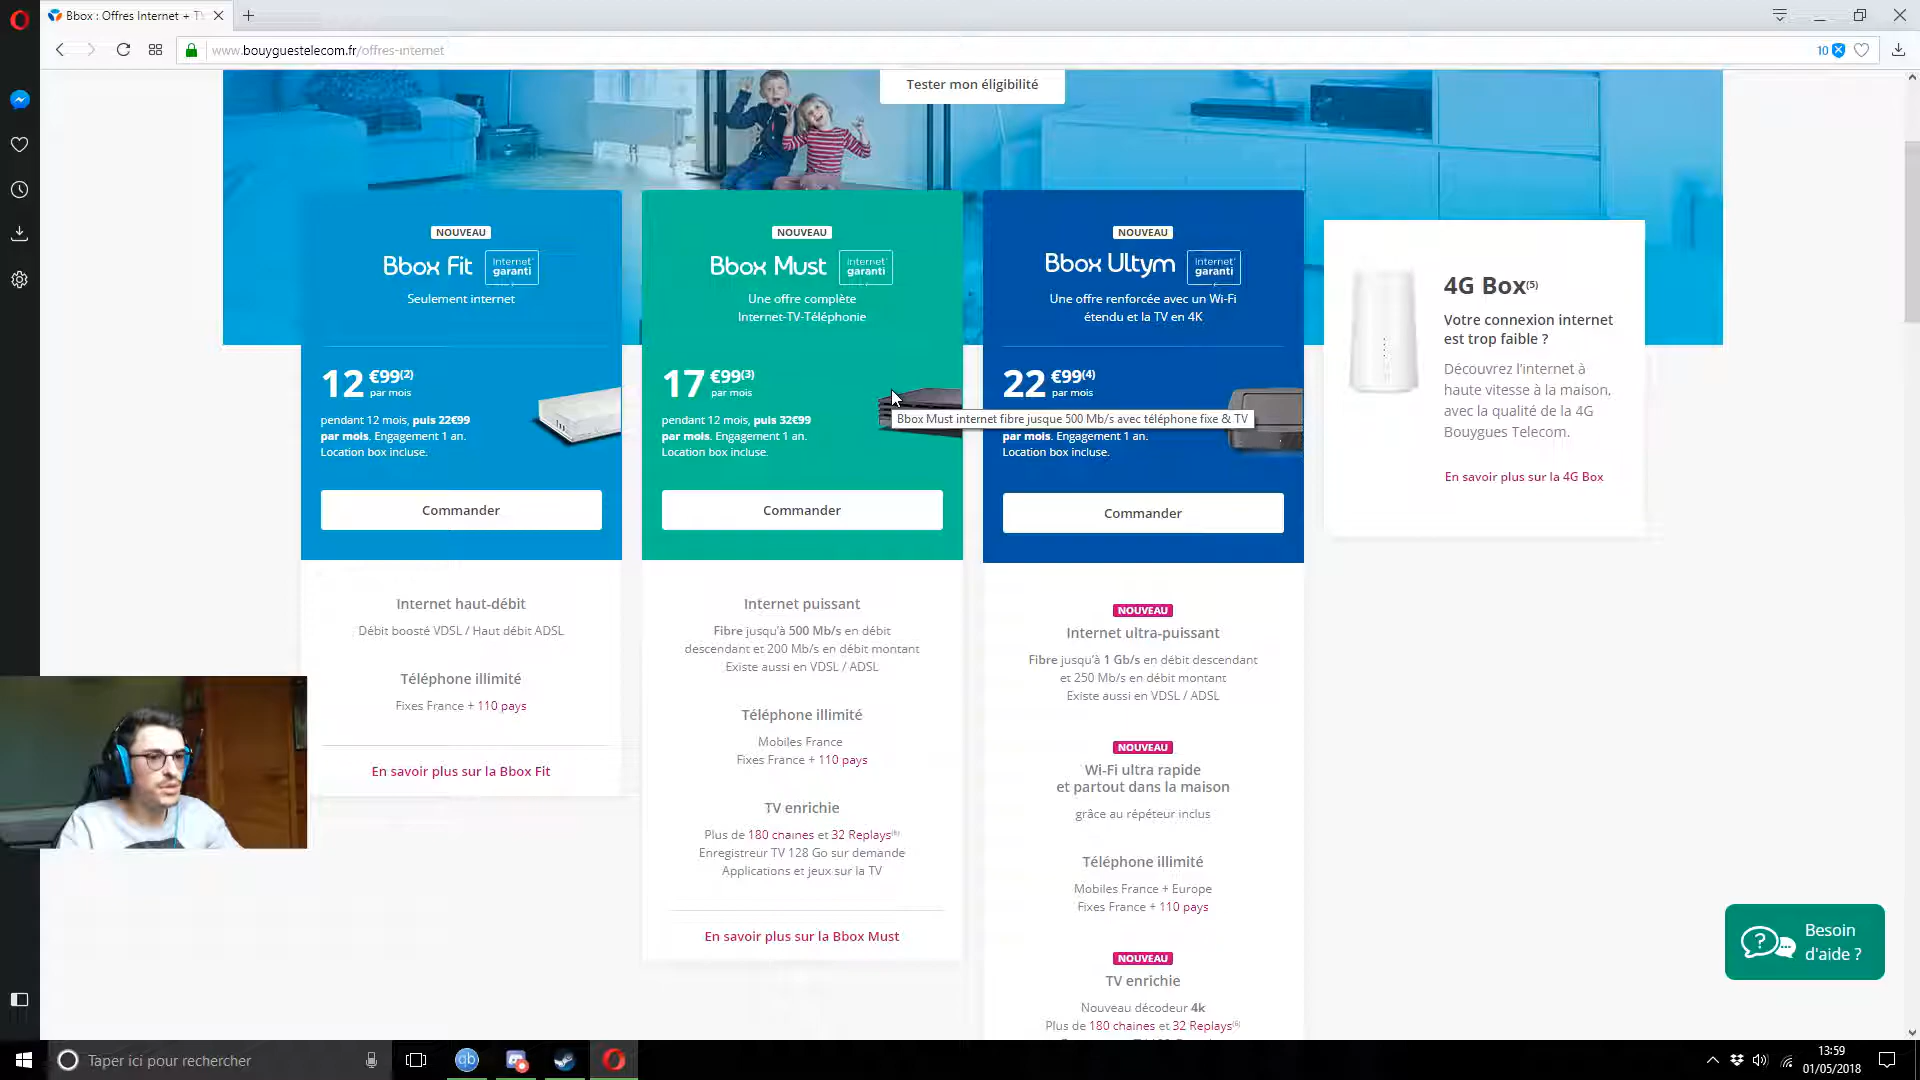 Bbox : Offres Internet + T
www.bouyguestelecom.fr/offres-internet
10
Tester mon éligibilité
NOUVEAU
Bbox Fit
Internet
garanti
Seulement internet
12 €99(2)
par mois
pendant 12 mois, puis 22€99
par mois. Engagement 1 an.
Location box incluse.
Commander
Internet haut-débit
Débit boosté VDSL / Haut débit ADSL
Téléphone illimité
Fixes France + 110 pays
En savoir plus sur la Bbox Fit
NOUVEAU
Bbox Must
Internet
garanti
Une offre complète
Internet-TV-Téléphonie
17 €99(3)
par mois
pendant 12 mois, puis 32€99
par mois. Engagement 1 an.
Location box incluse.
Bbox Must internet fibre jusque 500 Mb/s avec téléphone fixe & TV
Commander
Internet puissant
Fibre jusqu'à 500 Mb/s en débit
descendant et 200 Mb/s en débit montant
Existe aussi en VDSL / ADSL
Téléphone illimité
Mobiles France
Fixes France + 110 pays
TV enrichie
Plus de 180 chaines et 32 Replays(6)
Enregistreur TV 128 Go sur demande
Applications et jeux sur la TV
En savoir plus sur la Bbox Must
NOUVEAU
Bbox Ultym
Internet
garanti
Une offre renforcée avec un Wi-Fi
étendu et la TV en 4K
22 €99(4)
par mois
par mois. Engagement 1 an.
Location box incluse.
Commander
NOUVEAU
Internet ultra-puissant
Fibre jusqu'à 1 Gb/s en débit descendant
et 250 Mb/s en débit montant
Existe aussi en VDSL / ADSL
NOUVEAU
Wi-Fi ultra rapide
et partout dans la maison
grâce au répéteur inclus
Téléphone illimité
Mobiles France + Europe
Fixes France + 110 pays
NOUVEAU
TV enrichie
Nouveau décodeur 4k
Plus de 180 chaines et 32 Replays(6)
4G Box(5)
Votre connexion internet
est trop faible ?
Découvrez l'internet à
haute vitesse à la maison,
avec la qualité de la 4G
Bouygues Telecom.
En savoir plus sur la 4G Box
Besoin
d'aide ?
Taper ici pour rechercher
qb
13:59
01/05/2018